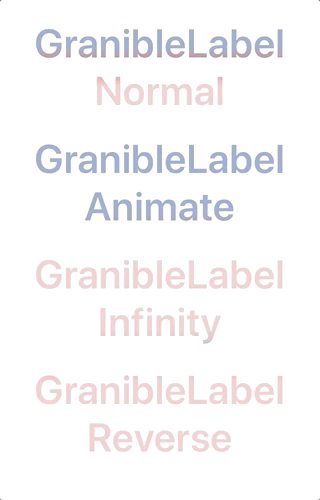 GranibleLabel
Normal
GranibleLabel
Animate
GranibleLabel
Infinity
GranibleLabel
Reverse